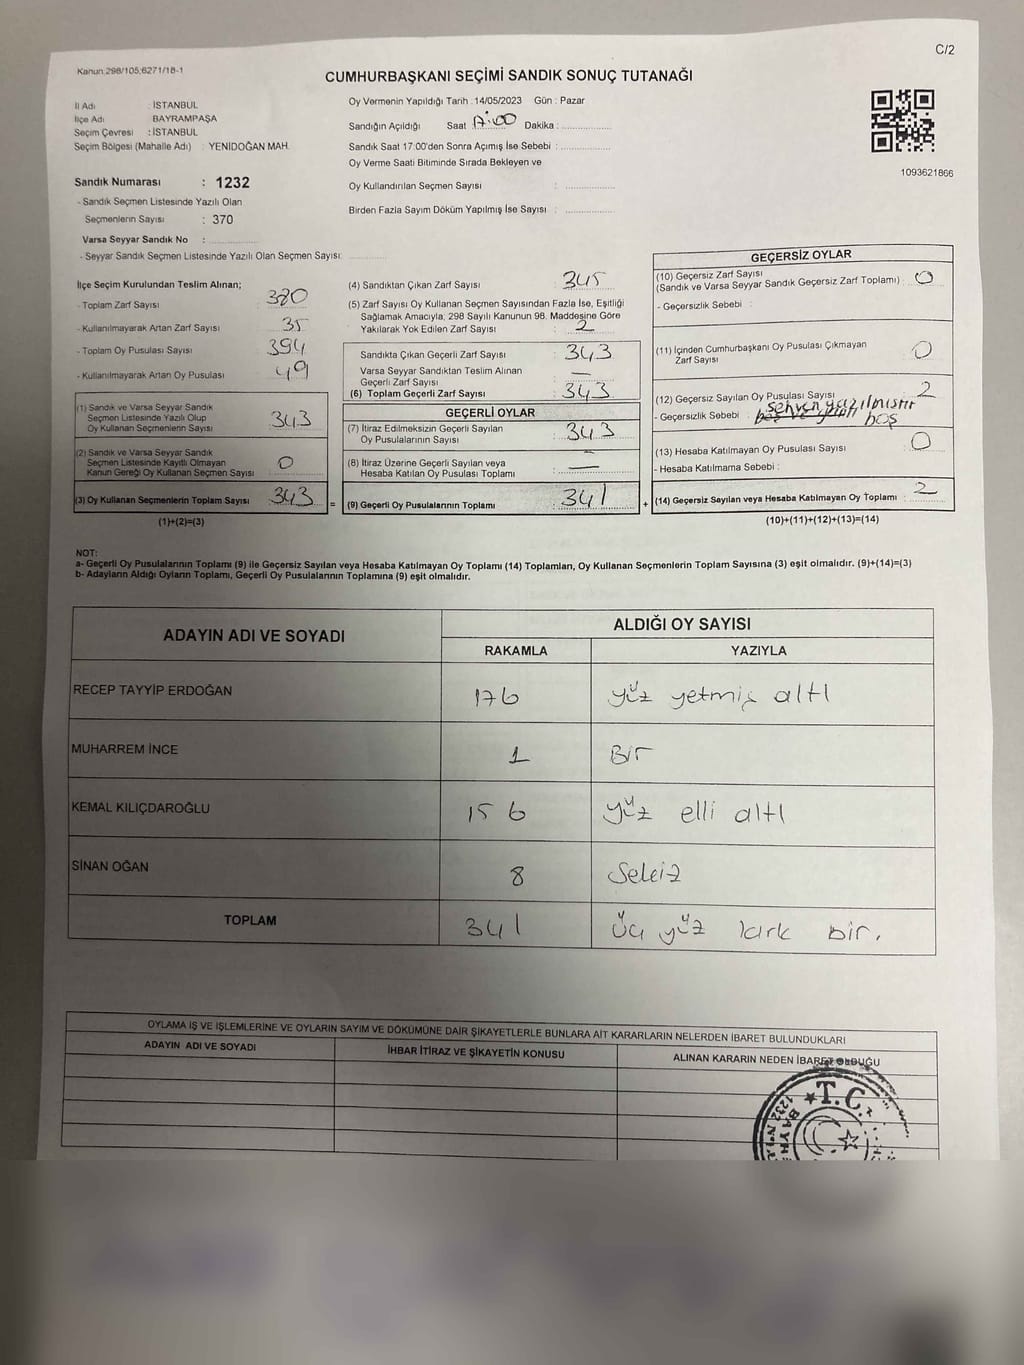 C/2
Kanun:298/105;6271/18-1
CUMHURBAŞKANI SEÇİMİ SANDIK SONUÇ TUTANAĞI
İl Adı : İSTANBUL
İlçe Adı : BAYRAMPAŞA
Seçim Çevresi : İSTANBUL
Seçim Bölgesi (Mahalle Adı) : YENİDOĞAN MAH.
Sandık Numarası : 1232
- Sandık Seçmen Listesinde Yazılı Olan
Seçmenlerin Sayısı : 370
Varsa Seyyar Sandık No :
- Seyyar Sandık Seçmen Listesinde Yazılı Olan Seçmen Sayısı:
Oy Vermenin Yapıldığı Tarih : 14/05/2023 Gün : Pazar
Sandığın Açıldığı Saat 17:00 Dakika :
Sandık Saat 17:00'den Sonra Açımış İse Sebebi :
Oy Verme Saati Bitiminde Sırada Bekleyen ve
Oy Kullandırılan Seçmen Sayısı :
Birden Fazla Sayım Döküm Yapılmış İse Sayısı :
1093621866
İlçe Seçim Kurulundan Teslim Alınan;
- Toplam Zarf Sayısı : 380
- Kullanılmayarak Artan Zarf Sayısı : 35
- Toplam Oy Pusulası Sayısı : 394
- Kullanılmayarak Artan Oy Pusulası : 49
(1) Sandık ve Varsa Seyyar Sandık
Seçmen Listesinde Yazılı Olup
Oy Kullanan Seçmenlerin Sayısı : 343
(2) Sandık ve Varsa Seyyar Sandık
Seçmen Listesinde Kayıtlı Olmayan
Kanun Gereği Oy Kullanan Seçmen Sayısı : 0
(3) Oy Kullanan Seçmenlerin Toplam Sayısı : 343
(1)+(2)=(3)
=
(4) Sandıktan Çıkan Zarf Sayısı : 345
(5) Zarf Sayısı Oy Kullanan Seçmen Sayısından Fazla İse, Eşitliği
Sağlamak Amacıyla, 298 Sayılı Kanunun 98. Maddesine Göre
Yakılarak Yok Edilen Zarf Sayısı : 2
Sandıkta Çıkan Geçerli Zarf Sayısı : 343
Varsa Seyyar Sandıktan Teslim Alınan
Geçerli Zarf Sayısı : —
(6) Toplam Geçerli Zarf Sayısı : 343
GEÇERLİ OYLAR
(7) İtiraz Edilmeksizin Geçerli Sayılan
Oy Pusulalarının Sayısı : 343
(8) İtiraz Üzerine Geçerli Sayılan veya
Hesaba Katılan Oy Pusulası Toplamı : —
(9) Geçerli Oy Pusulalarının Toplamı : 341
+
GEÇERSİZ OYLAR
(10) Geçersiz Zarf Sayısı
(Sandık ve Varsa Seyyar Sandık Geçersiz Zarf Toplamı) : 0
- Geçersizlik Sebebi :
(11) İçinden Cumhurbaşkanı Oy Pusulası Çıkmayan
Zarf Sayısı : 0
(12) Geçersiz Sayılan Oy Pusulası Sayısı : 2
- Geçersizlik Sebebi : sehven yazılmıştır
boş
(13) Hesaba Katılmayan Oy Pusulası Sayısı : 0
- Hesaba Katılmama Sebebi :
(14) Geçersiz Sayılan veya Hesaba Katılmayan Oy Toplamı : 2
(10)+(11)+(12)+(13)=(14)
NOT:
a- Geçerli Oy Pusulalarının Toplamı (9) ile Geçersiz Sayılan veya Hesaba Katılmayan Oy Toplamı (14) Toplamları, Oy Kullanan Seçmenlerin Toplam Sayısına (3) eşit olmalıdır. (9)+(14)=(3)
b- Adayların Aldığı Oyların Toplamı, Geçerli Oy Pusulalarının Toplamına (9) eşit olmalıdır.
ADAYIN ADI VE SOYADI
ALDIĞI OY SAYISI
RAKAMLA YAZIYLA
RECEP TAYYİP ERDOĞAN 176 yüz yetmiş altı
MUHARREM İNCE 1 Bir
KEMAL KILIÇDAROĞLU 156 yüz elli altı
SİNAN OĞAN 8 Sekiz
TOPLAM 341 üç yüz kırk bir.
OYLAMA İŞ VE İŞLEMLERİNE VE OYLARIN SAYIM VE DÖKÜMÜNE DAİR ŞİKAYETLERLE BUNLARA AİT KARARLARIN NELERDEN İBARET BULUNDUKLARI
ADAYIN ADI VE SOYADI İHBAR İTİRAZ VE ŞİKAYETİN KONUSU ALINAN KARARIN NEDEN İBARET OLDUĞU
T.C.